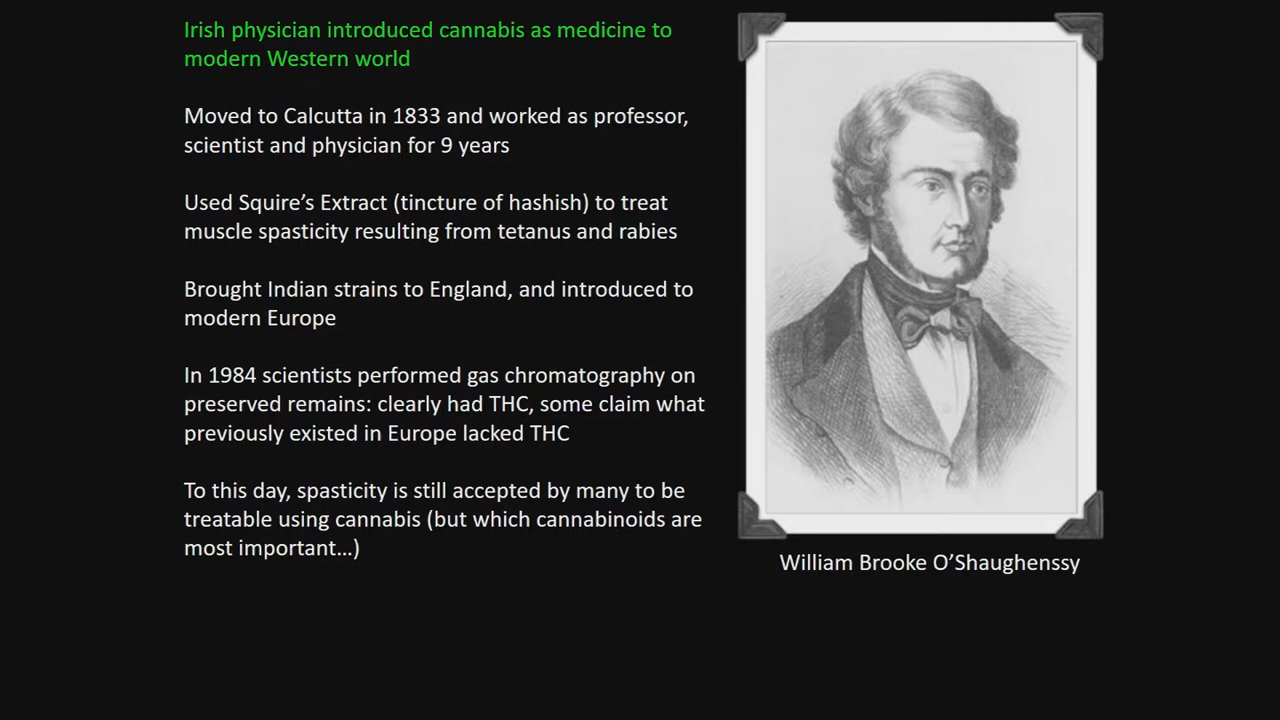 Irish physician introduced cannabis as medicine to
modern Western world
Moved to Calcutta in 1833 and worked as professor,
scientist and physician for 9 years
Used Squire’s Extract (tincture of hashish) to treat
muscle spasticity resulting from tetanus and rabies
Brought Indian strains to England, and introduced to
modern Europe
In 1984 scientists performed gas chromatography on
preserved remains: clearly had THC, some claim what
previously existed in Europe lacked THC
To this day, spasticity is still accepted by many to be
treatable using cannabis (but which cannabinoids are
most important…)
William Brooke O’Shaughenssy